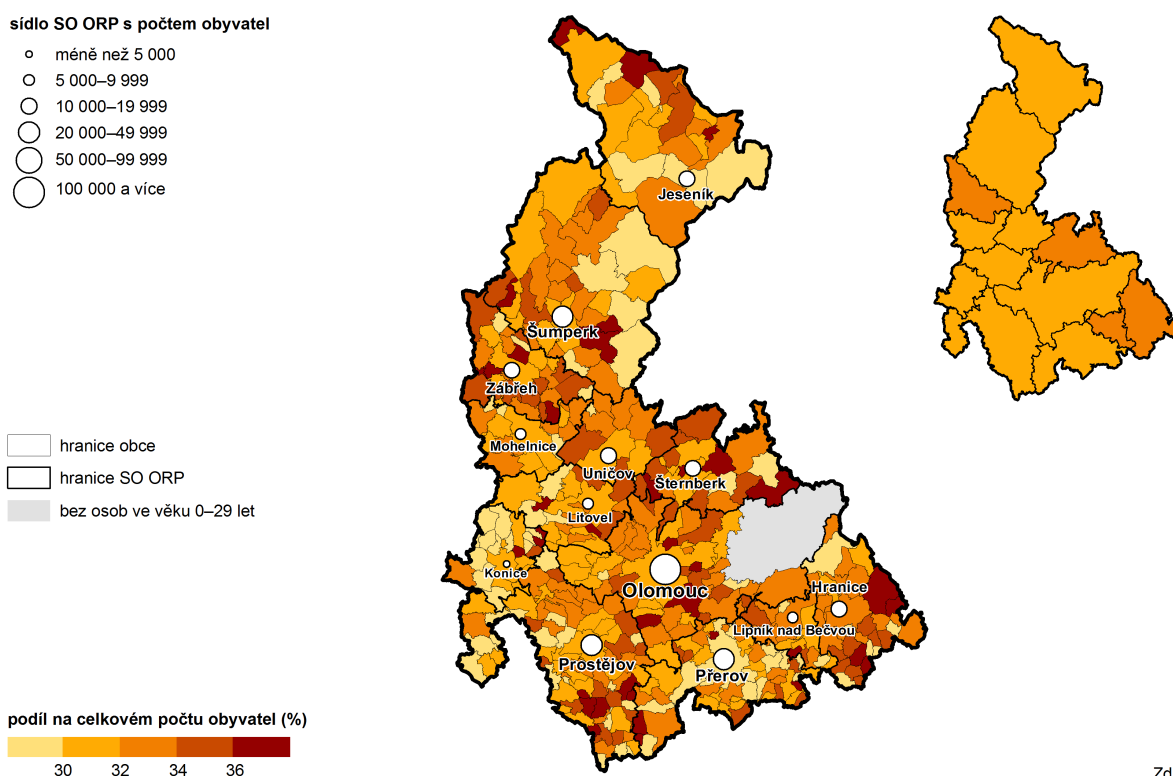 sídlo SO ORP s počtem obyvatel
méně než 5 000
5 000–9 999
10 000–19 999
20 000–49 999
50 000–99 999
100 000 a více
Jeseník
Šumperk
Zábřeh
Mohelnice
Uničov
Šternberk
Litovel
Konice
Olomouc
Hranice
Lipník nad Bečvou
Prostějov
Přerov
hranice obce
hranice SO ORP
bez osob ve věku 0–29 let
podíl na celkovém počtu obyvatel (%)
30 32 34 36
Zd